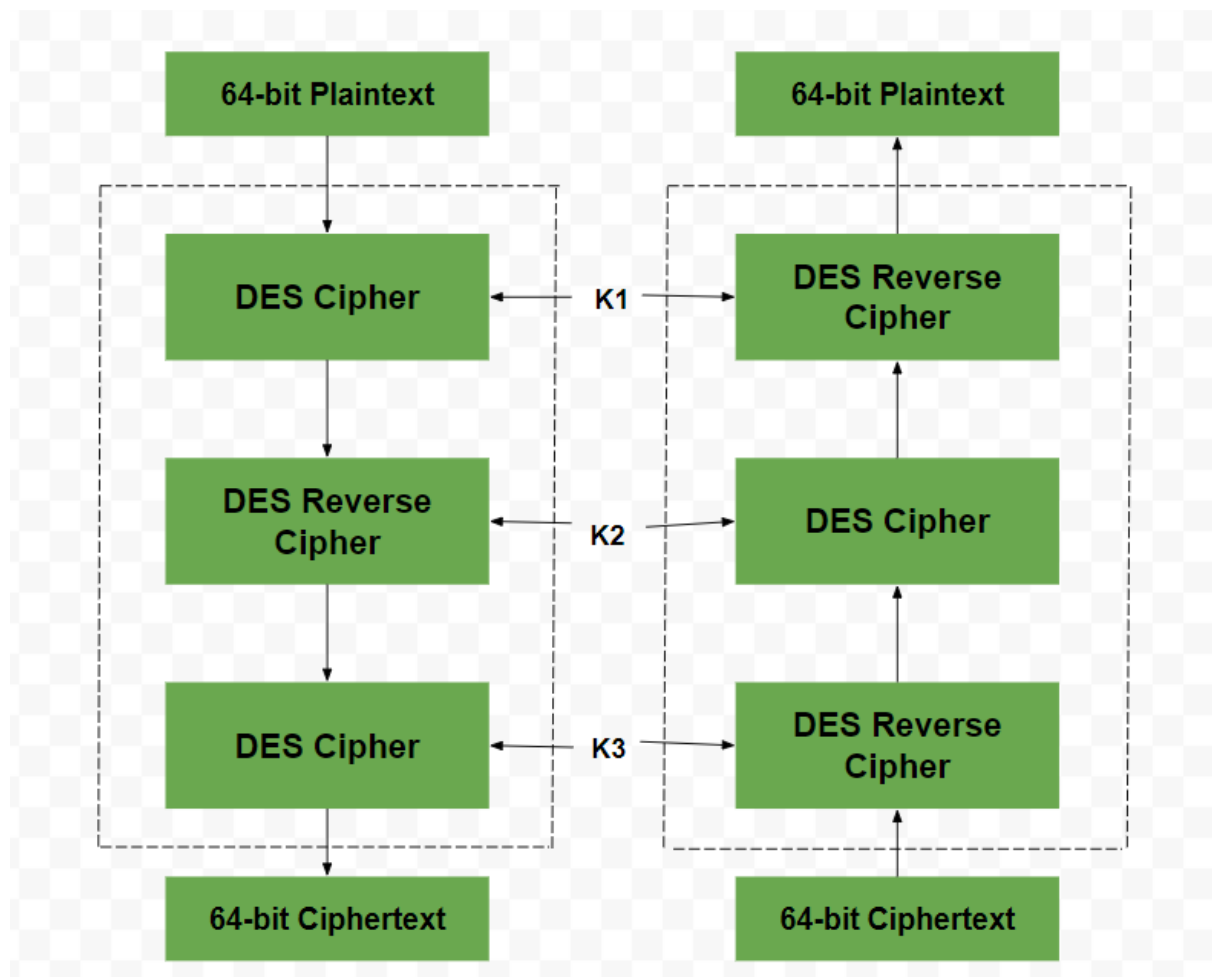 64-bit Plaintext
64-bit Plaintext
DES Cipher
K1
DES Reverse
Cipher
DES Reverse
Cipher
K2
DES Cipher
DES Cipher
K3
DES Reverse
Cipher
64-bit Ciphertext
64-bit Ciphertext